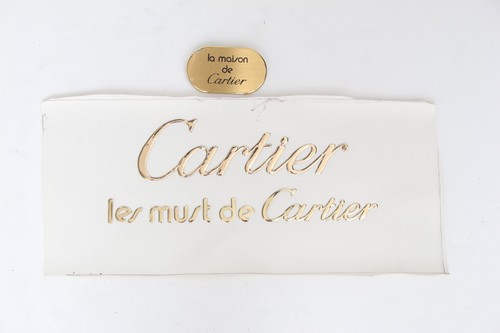 la maison
de
Cartier
Cartier
les must de Cartier